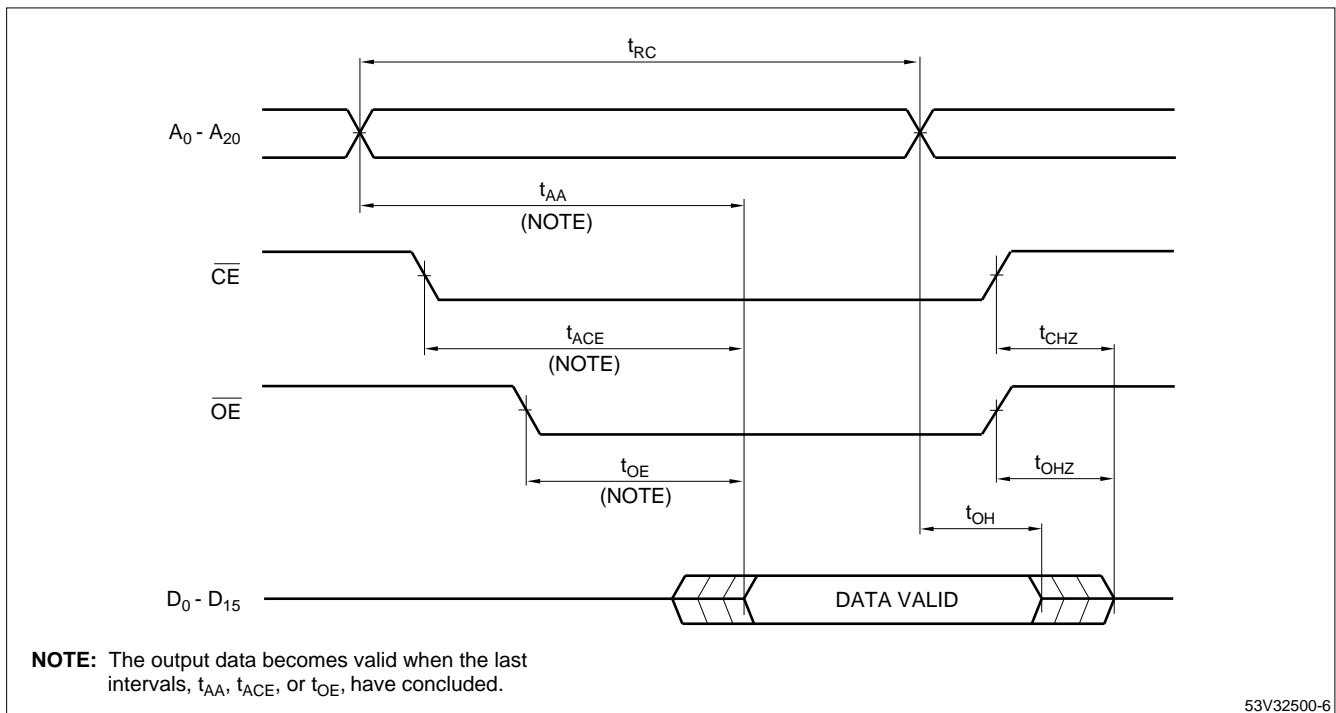 tRC
A0 - A20
tAA
(NOTE)
CE
tACE
(NOTE)
tCHZ
OE
tOE
(NOTE)
tOHZ
tOH
D0 - D15
DATA VALID
NOTE: The output data becomes valid when the last
intervals, tAA, tACE, or tOE, have concluded.
53V32500-6